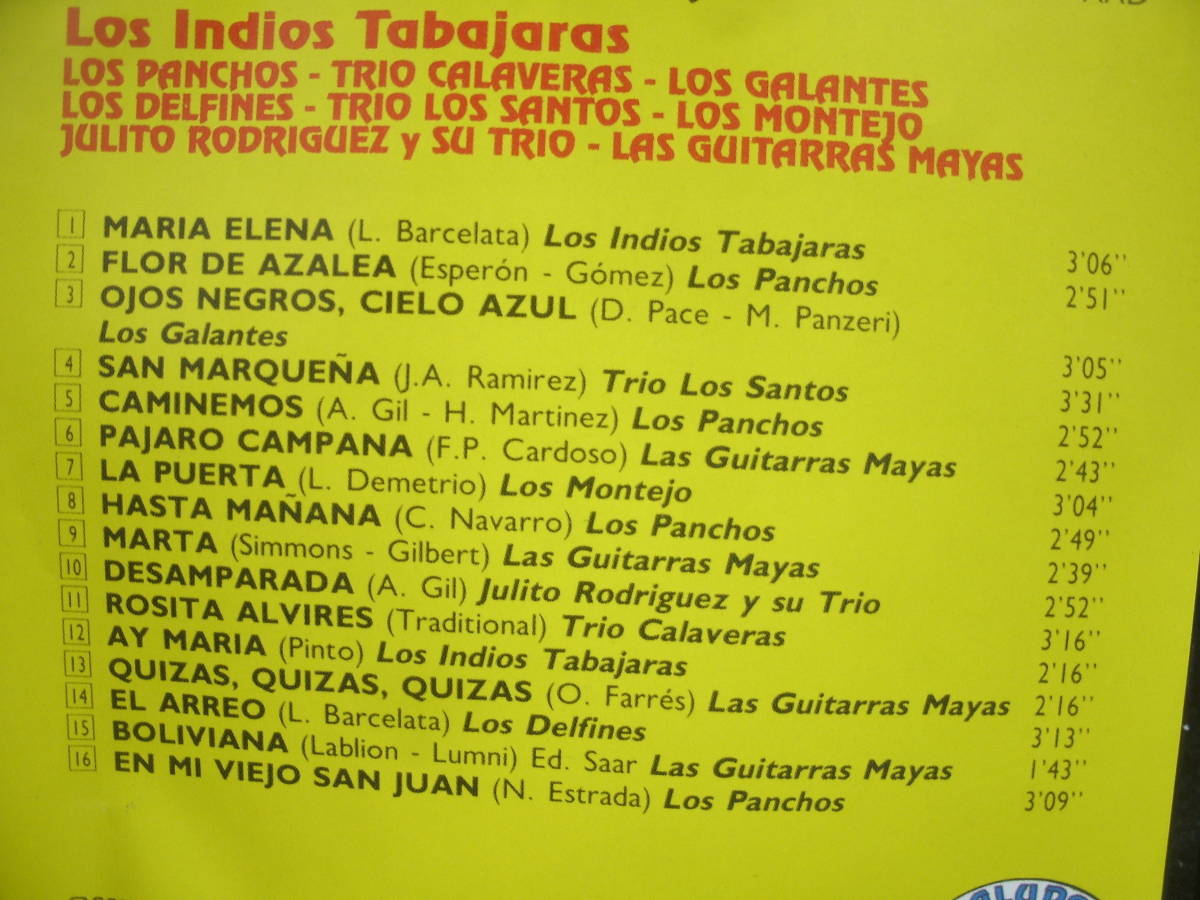 Los Indios Tabajaras
LOS PANCHOS - TRIO CALAVERAS - LOS GALANTES
LOS DELFINES - TRIO LOS SANTOS - LOS MONTEJO
JULITO RODRIGUEZ y SU TRIO - LAS GUITARRAS MAYAS
1 MARIA ELENA (L. Barcelata) Los Indios Tabajaras 3'06''
2 FLOR DE AZALEA (Esperón - Gómez) Los Panchos 2'51''
3 OJOS NEGROS, CIELO AZUL (D. Pace - M. Panzeri)
Los Galantes 3'05''
4 SAN MARQUEÑA (J.A. Ramirez) Trio Los Santos 3'31''
5 CAMINEMOS (A. Gil - H. Martinez) Los Panchos 2'52''
6 PAJARO CAMPANA (F.P. Cardoso) Las Guitarras Mayas 2'43''
7 LA PUERTA (L. Demetrio) Los Montejo 3'04''
8 HASTA MAÑANA (C. Navarro) Los Panchos 2'49''
9 MARTA (Simmons - Gilbert) Las Guitarras Mayas 2'39''
10 DESAMPARADA (A. Gil) Julito Rodriguez y su Trio 2'52''
11 ROSITA ALVIRES (Traditional) Trio Calaveras 3'16''
12 AY MARIA (Pinto) Los Indios Tabajaras 2'16''
13 QUIZAS, QUIZAS, QUIZAS (O. Farrés) Las Guitarras Mayas 2'16''
14 EL ARREO (L. Barcelata) Los Delfines 3'13''
15 BOLIVIANA (Lablion - Lumni) Ed. Saar Las Guitarras Mayas 1'43''
16 EN MI VIEJO SAN JUAN (N. Estrada) Los Panchos 3'09''